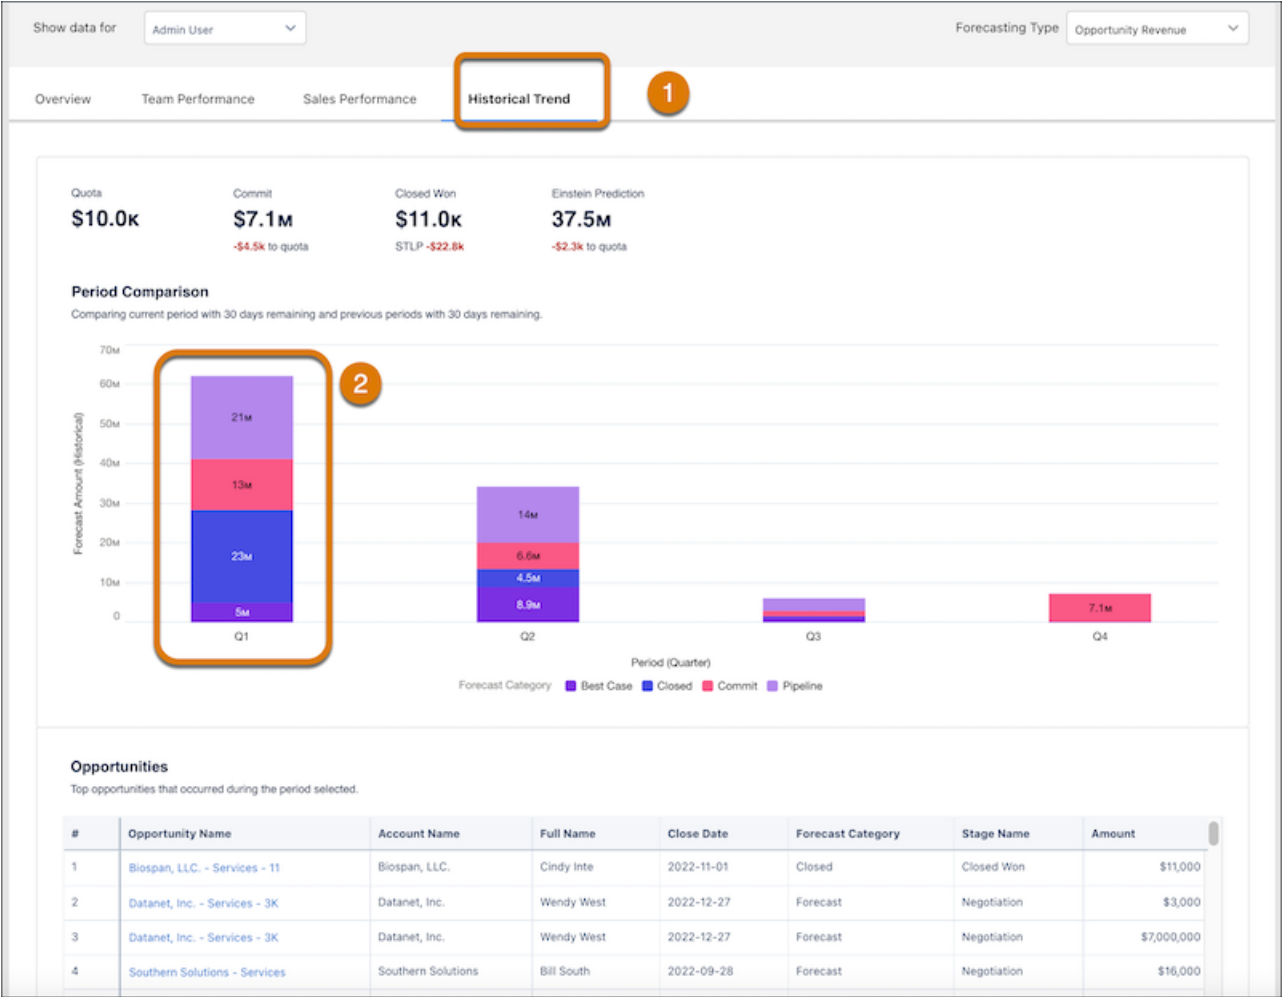 Show data for
Admin User
Forecasting Type
Opportunity Revenue
Overview
Team Performance
Sales Performance
Historical Trend
1
Quota
Commit
Closed Won
Einstein Prediction
$10.0K
$7.1M
$11.0K
37.5M
-$4.5k to quota
STLP -$22.8k
-$2.3k to quota
Period Comparison
Comparing current period with 30 days remaining and previous periods with 30 days remaining.
2
Forecast Amount (Historical)
70M
60M
50M
40M
30M
20M
10M
0
21M
13M
23M
5M
14M
6.6M
4.5M
8.9M
7.1M
Q1
Q2
Q3
Q4
Period (Quarter)
Forecast Category Best Case Closed Commit Pipeline
Opportunities
Top opportunities that occurred during the period selected.
# Opportunity Name Account Name Full Name Close Date Forecast Category Stage Name Amount
1 Biospan, LLC. - Services - 11 Biospan, LLC. Cindy Inte 2022-11-01 Closed Closed Won $11,000
2 Datanet, Inc. - Services - 3K Datanet, Inc. Wendy West 2022-12-27 Forecast Negotiation $3,000
3 Datanet, Inc. - Services - 3K Datanet, Inc. Wendy West 2022-12-27 Forecast Negotiation $7,000,000
4 Southern Solutions - Services Southern Solutions Bill South 2022-09-28 Forecast Negotiation $16,000